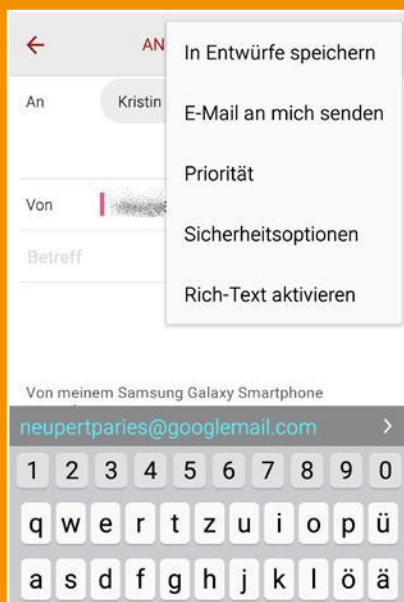 AN
In Entwürfe speichern
An Kristin
E-Mail an mich senden
Priorität
Von
Sicherheitsoptionen
Betreff
Rich-Text aktivieren
Von meinem Samsung Galaxy Smartphone
neupertparies@googlemail.com >
1 2 3 4 5 6 7 8 9 0
q w e r t z u i o p ü
a s d f g h j k l ö ä